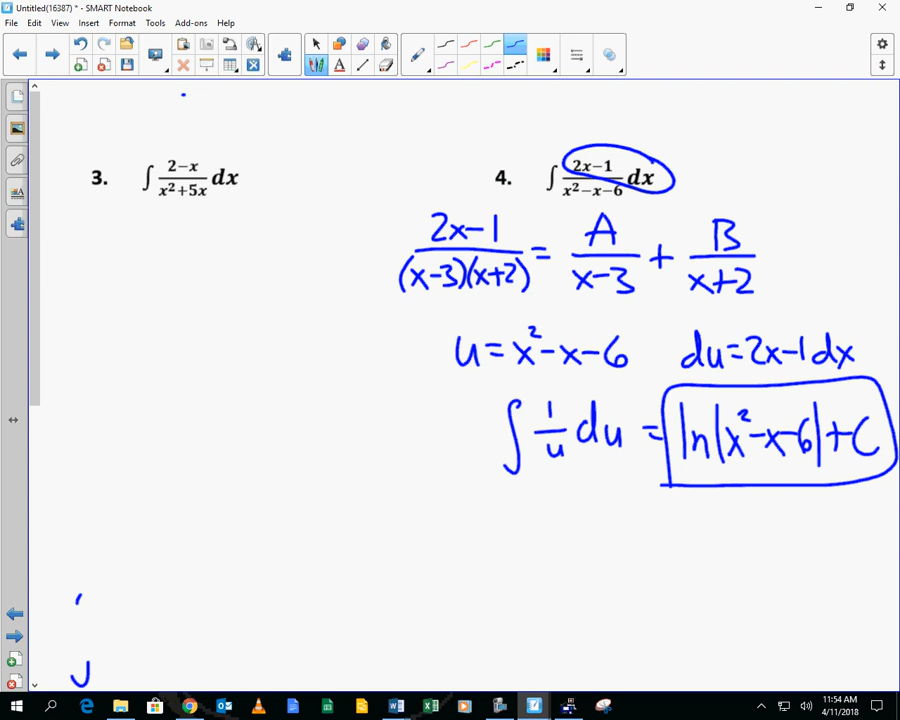 Untitled(16387) * - SMART Notebook
File Edit View Insert Format Tools Add-ons Help
3. ∫ 2−x / x²+5x dx
4. ∫ 2x−1 / x²−x−6 dx
2x−1 / (x−3)(x+2) = A / x−3 + B / x+2
u = x²−x−6 du = 2x−1dx
∫ 1/u du = ln|x²−x−6|+C
11:54 AM
4/11/2018